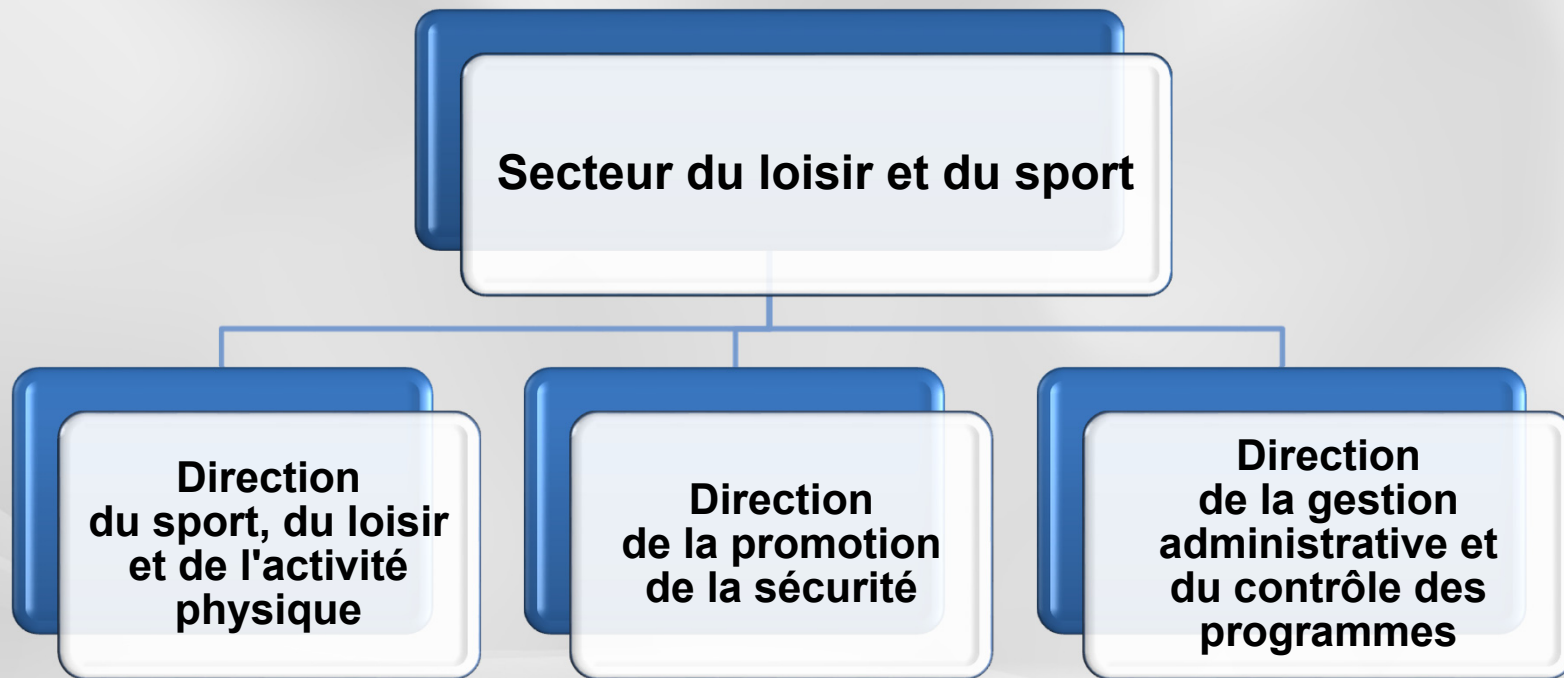 Secteur du loisir et du sport
Direction
du sport, du loisir
et de l'activité
physique
Direction
de la promotion
de la sécurité
Direction
de la gestion
administrative et
du contrôle des
programmes